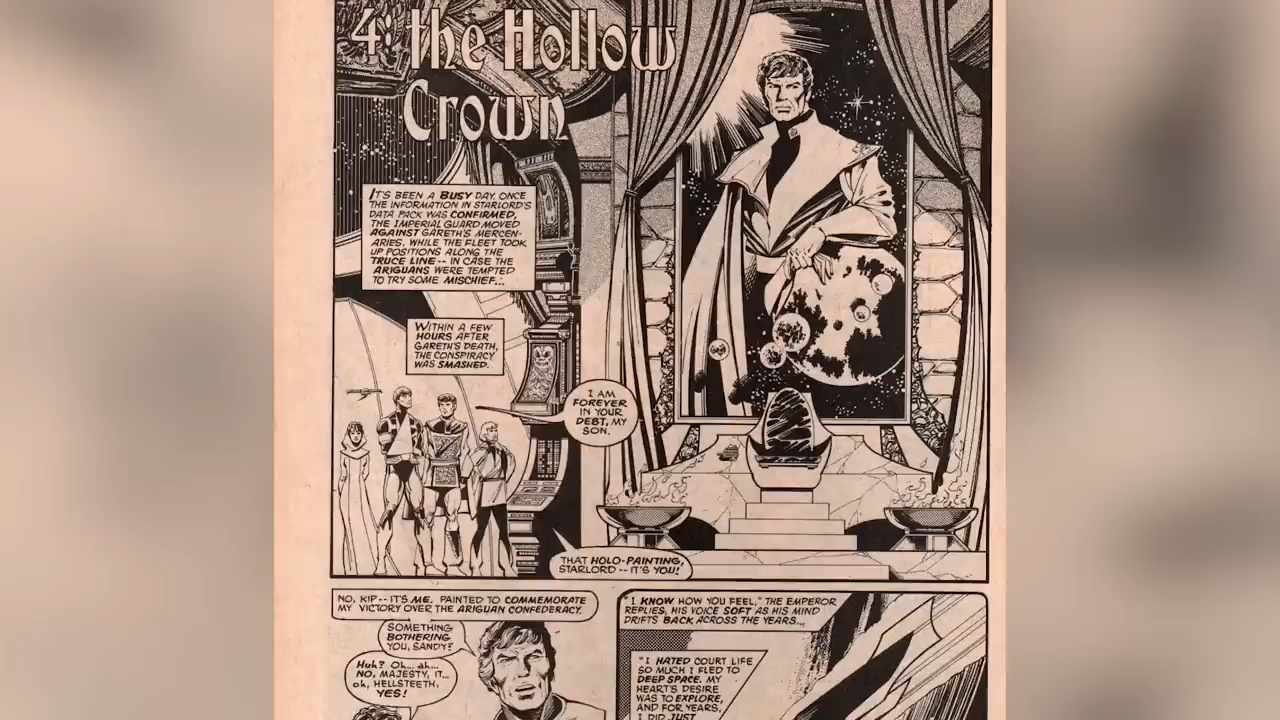 4: the Hollow
Crown
IT'S BEEN A BUSY DAY. ONCE
THE INFORMATION IN STARLORD'S
DATA PACK WAS CONFIRMED,
THE IMPERIAL GUARD MOVED
AGAINST GARETH'S MERCEN-
ARIES, WHILE THE FLEET TOOK
UP POSITIONS ALONG THE
TRUCE LINE -- IN CASE THE
ARIGUANS WERE TEMPTED
TO TRY SOME MISCHIEF...
WITHIN A FEW
HOURS AFTER
GARETH'S DEATH,
THE CONSPIRACY
WAS SMASHED.
I AM
FOREVER
IN YOUR
DEBT, MY
SON.
THAT HOLO-PAINTING,
STARLORD -- IT'S YOU!
NO, KIP -- IT'S ME. PAINTED TO COMMEMORATE
MY VICTORY OVER THE ARIGUAN CONFEDERACY.
SOMETHING
BOTHERING
YOU, SANDY?
Huh? Oh... ah...
NO, MAJESTY, IT...
oh, HELLSTEETH,
YES!
"I KNOW HOW YOU FEEL," THE EMPEROR
REPLIES, HIS VOICE SOFT AS HIS MIND
DRIFTS BACK ACROSS THE YEARS...
"I HATED COURT LIFE
SO MUCH I FLED TO
DEEP SPACE. MY
HEART'S DESIRE
WAS TO EXPLORE,
AND FOR YEARS,
I DID JUST